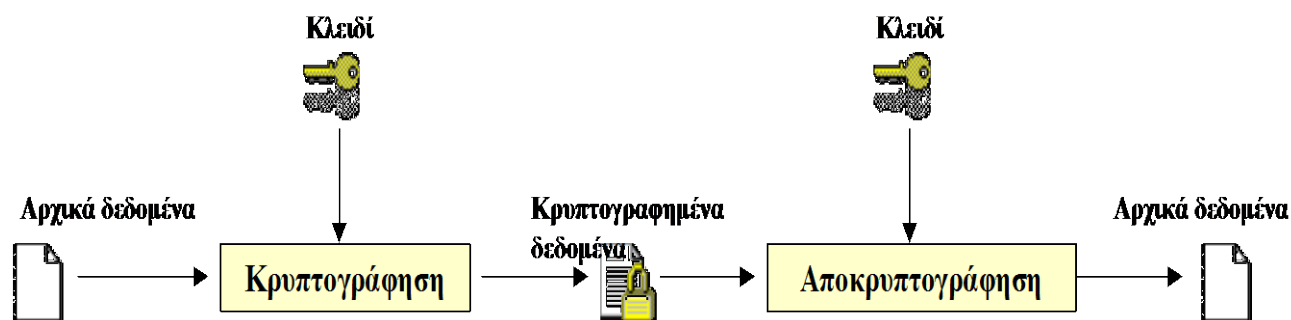 Κλειδί
Κλειδί
Αρχικά δεδομένα
Κρυπτογραφημένα
δεδομένα
Αρχικά δεδομένα
Κρυπτογράφηση
Αποκρυπτογράφηση